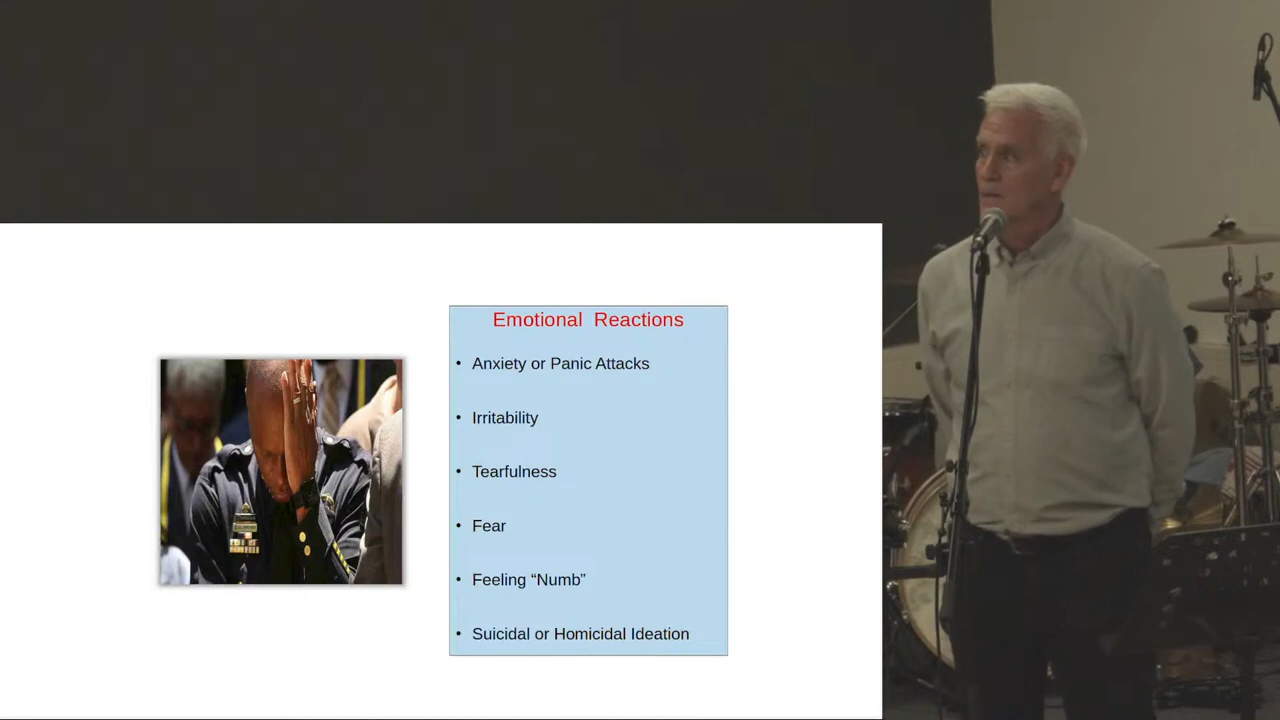 Emotional Reactions
• Anxiety or Panic Attacks
• Irritability
• Tearfulness
• Fear
• Feeling “Numb”
• Suicidal or Homicidal Ideation